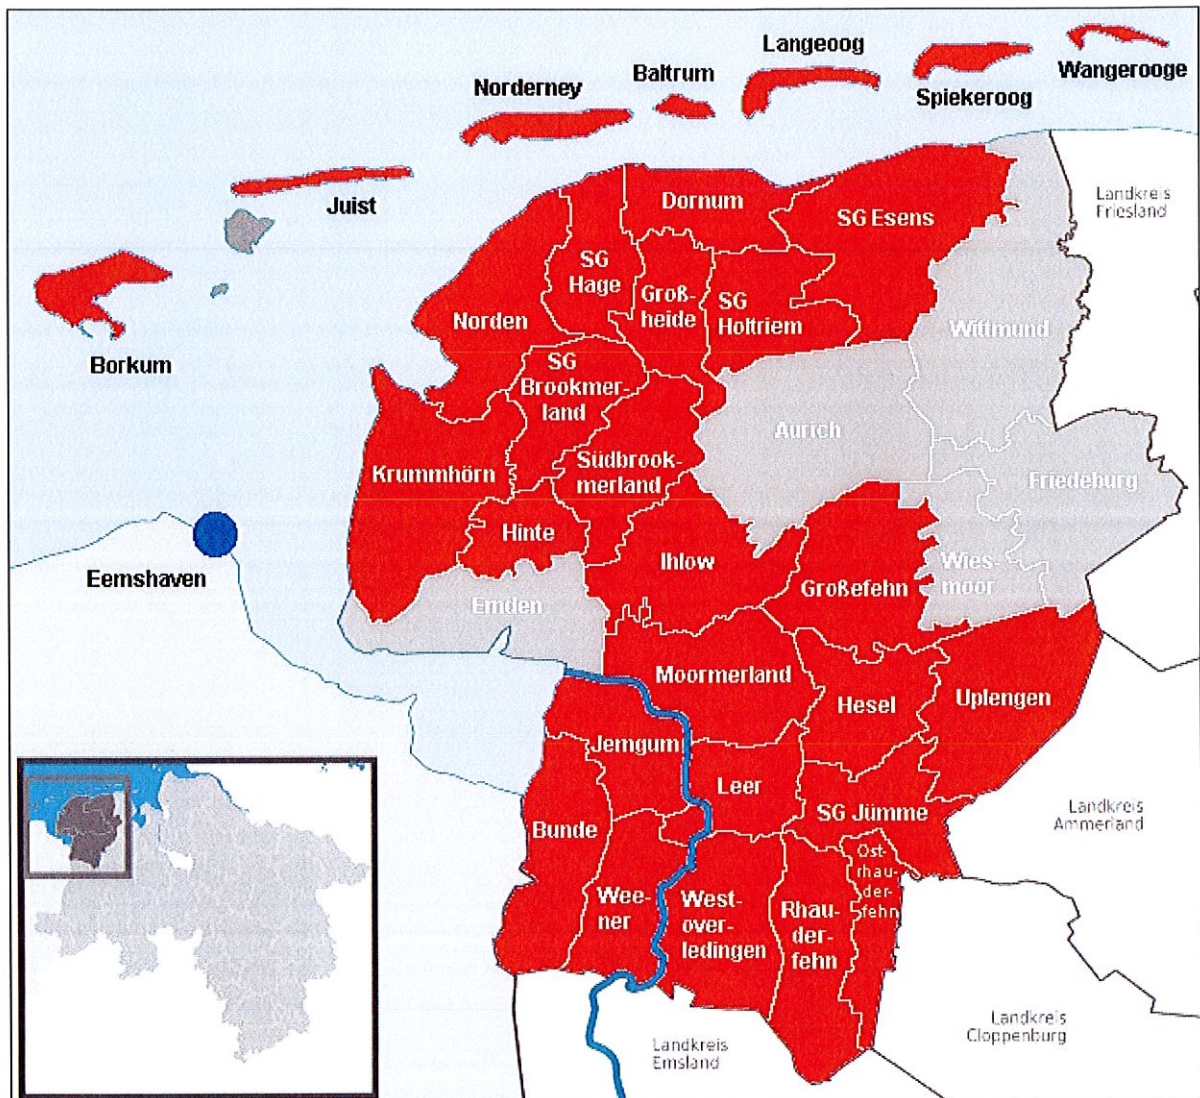 Langeoog
Wangerooge
Baltrum
Norderney
Spiekeroog
Juist
Borkum
Dornum
SG Esens
Landkreis
Friesland
SG
Hage
Groß-
heide
SG
Holtriem
Norden
Wittmund
SG
Brookmer-
land
Aurich
Krummhörn
Südbrook-
merland
Friedeburg
Hinte
Eemshaven
Ihlow
Großefehn
Wies-
moor
Emden
Moormerland
Hesel
Uplengen
Jemgum
Leer
SG Jümme
Landkreis
Ammerland
Bunde
Ost-
rhau-
der-
fehn
Wee-
ner
West-
over-
ledingen
Rhau-
der-
fehn
Landkreis
Emsland
Landkreis
Cloppenburg